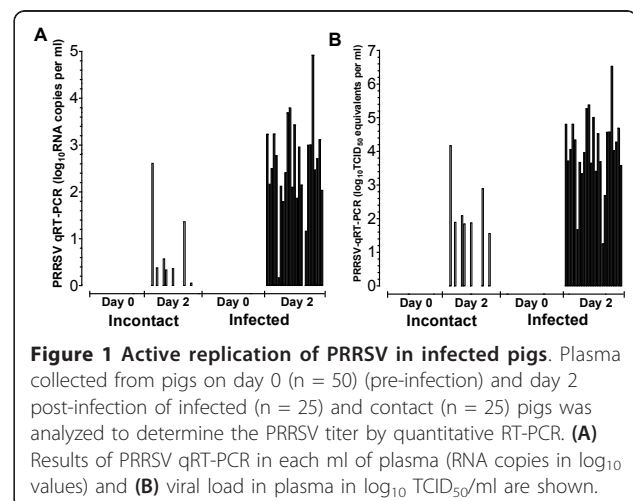 A
B
PRRSV qRT-PCR (log10RNA copies per ml)
5
4
3
2
1
0
Day 0
Day 2
Day 0
Day 2
Incontact
Infected
PRRSV-qRT-PCR (log10TCID50 equivalents per ml)
7
6
5
4
3
2
1
0
Day 0
Day 2
Day 0
Day 2
Incontact
Infected
Figure 1 Active replication of PRRSV in infected pigs. Plasma
collected from pigs on day 0 (n = 50) (pre-infection) and day 2
post-infection of infected (n = 25) and contact (n = 25) pigs was
analyzed to determine the PRRSV titer by quantitative RT-PCR. (A)
Results of PRRSV qRT-PCR in each ml of plasma (RNA copies in log10
values) and (B) viral load in plasma in log10 TCID50/ml are shown.